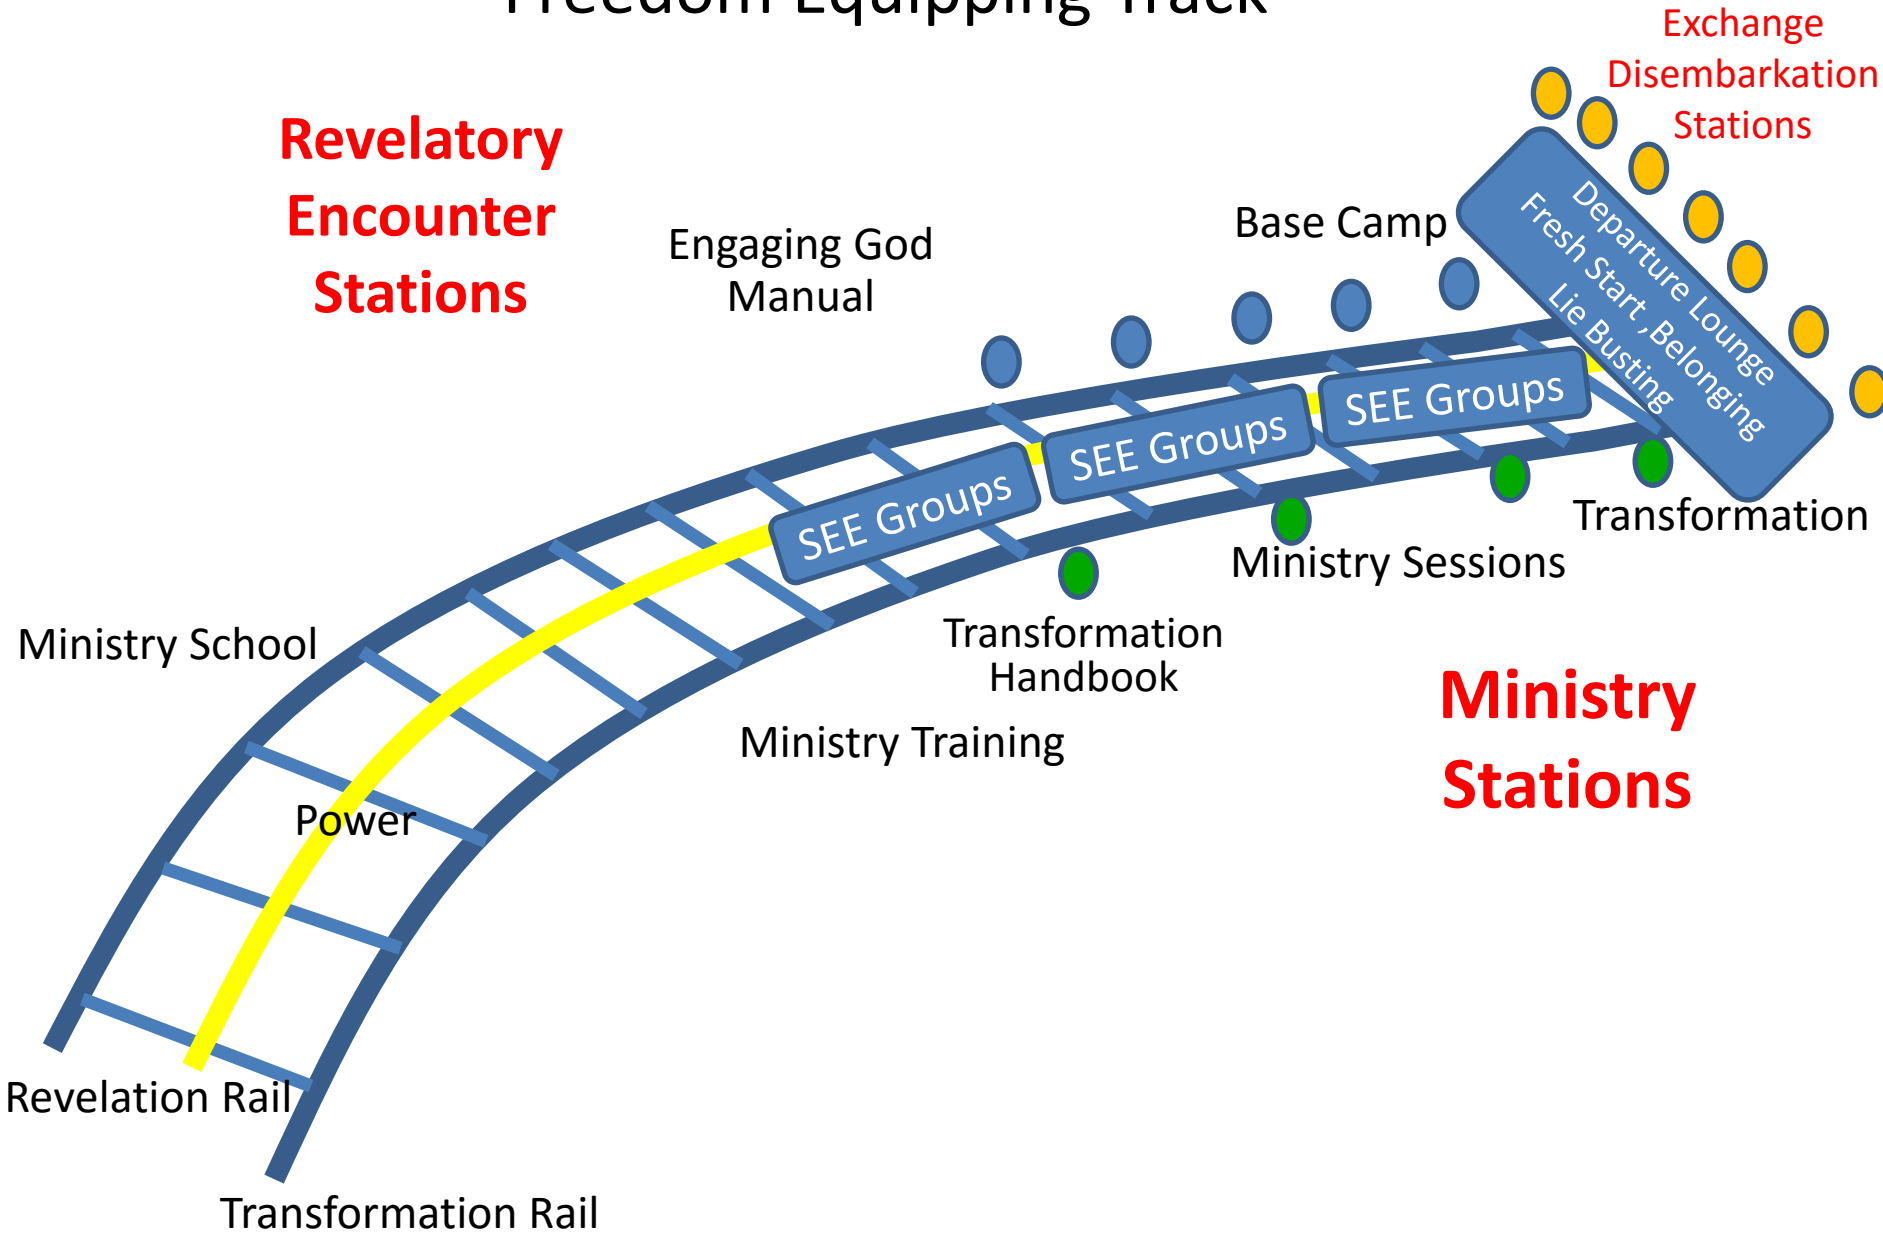 Freedom Equipping Track
Exchange
Disembarkation
Stations
Revelatory
Encounter
Stations
Engaging God
Manual
Base Camp
Departure Lounge
Fresh Start , Belonging
Lie Busting
SEE Groups
SEE Groups
SEE Groups
Transformation
Ministry Sessions
Transformation
Handbook
Ministry School
Ministry Training
Ministry
Stations
Power
Revelation Rail
Transformation Rail